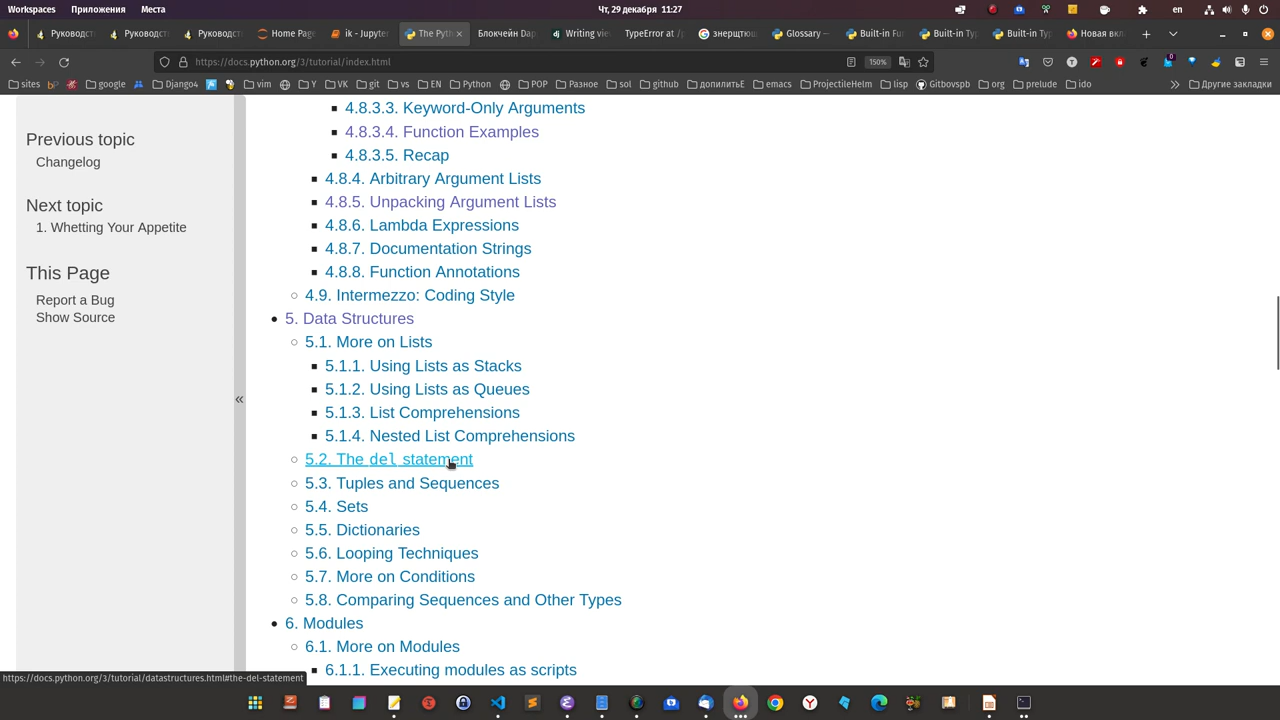 Workspaces Приложения Места
Чт, 29 декабря 11:27
en
Руководст Руководст Руководст Home Page ik - Jupyte The Pyth Блокчейн Dap Writing view TypeError at / знерщтющ Glossary — Built-in Fu Built-in Ty Built-in Ty Новая вкл
https://docs.python.org/3/tutorial/index.html
150%
sites google Django4 vim Y VK git vs EN Python POP Разное sol github допилитьЕ emacs ProjectileHelm lisp Gitbovspb org prelude ito Другие закладки
Previous topic
Changelog
Next topic
1. Whetting Your Appetite
This Page
Report a Bug
Show Source
«
4.8.3.3. Keyword-Only Arguments
4.8.3.4. Function Examples
4.8.3.5. Recap
4.8.4. Arbitrary Argument Lists
4.8.5. Unpacking Argument Lists
4.8.6. Lambda Expressions
4.8.7. Documentation Strings
4.8.8. Function Annotations
4.9. Intermezzo: Coding Style
5. Data Structures
5.1. More on Lists
5.1.1. Using Lists as Stacks
5.1.2. Using Lists as Queues
5.1.3. List Comprehensions
5.1.4. Nested List Comprehensions
5.2. The del statement
5.3. Tuples and Sequences
5.4. Sets
5.5. Dictionaries
5.6. Looping Techniques
5.7. More on Conditions
5.8. Comparing Sequences and Other Types
6. Modules
6.1. More on Modules
6.1.1. Executing modules as scripts
https://docs.python.org/3/tutorial/datastructures.html#the-del-statement